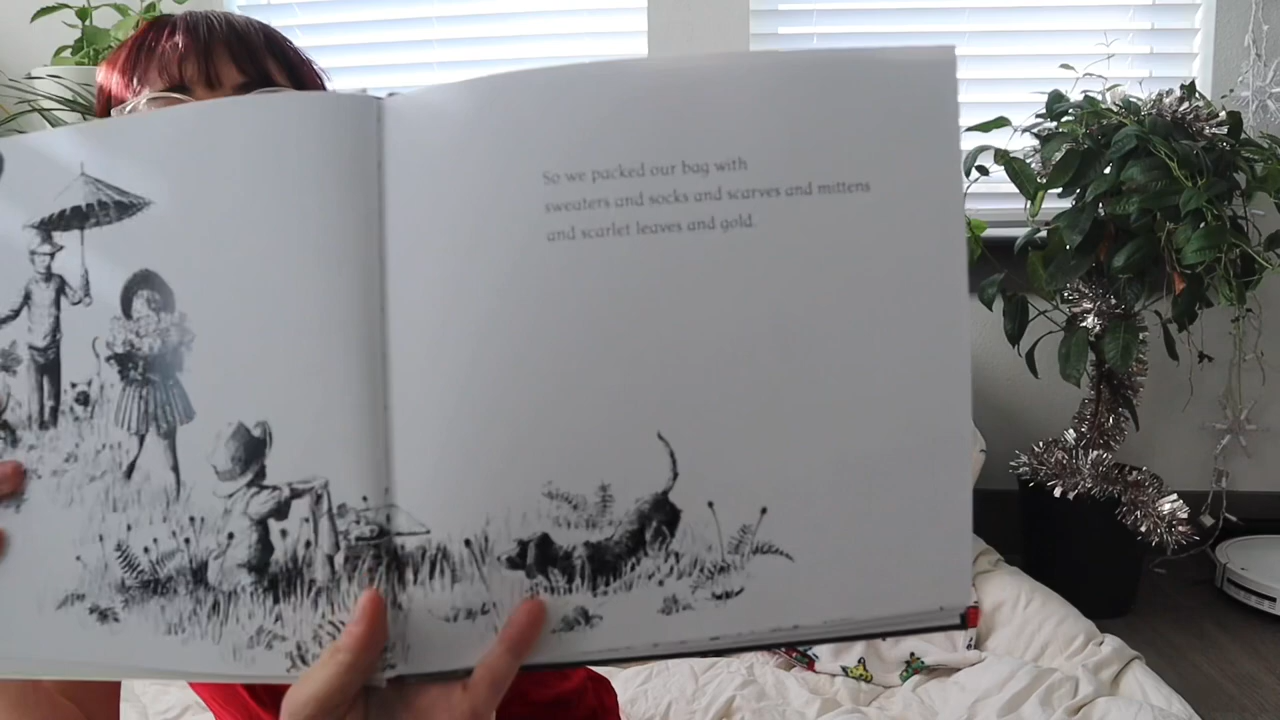 So we packed our bag with
sweaters and socks and scarves and mittens
and scarlet leaves and gold.